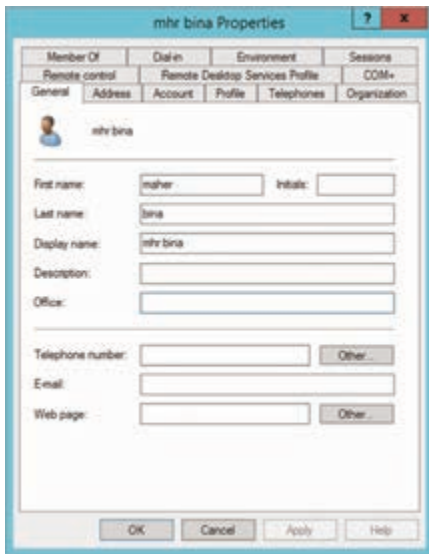 mhr bina Properties
? x
Member Of Dial-in Environment Sessions
Remote control Remote Desktop Services Profile COM+
General Address Account Profile Telephones Organization
mhr bina
First name: maher Initials:
Last name: bina
Display name: mhr bina
Description:
Office:
Telephone number: Other...
E-mail:
Web page: Other...
OK Cancel Apply Help